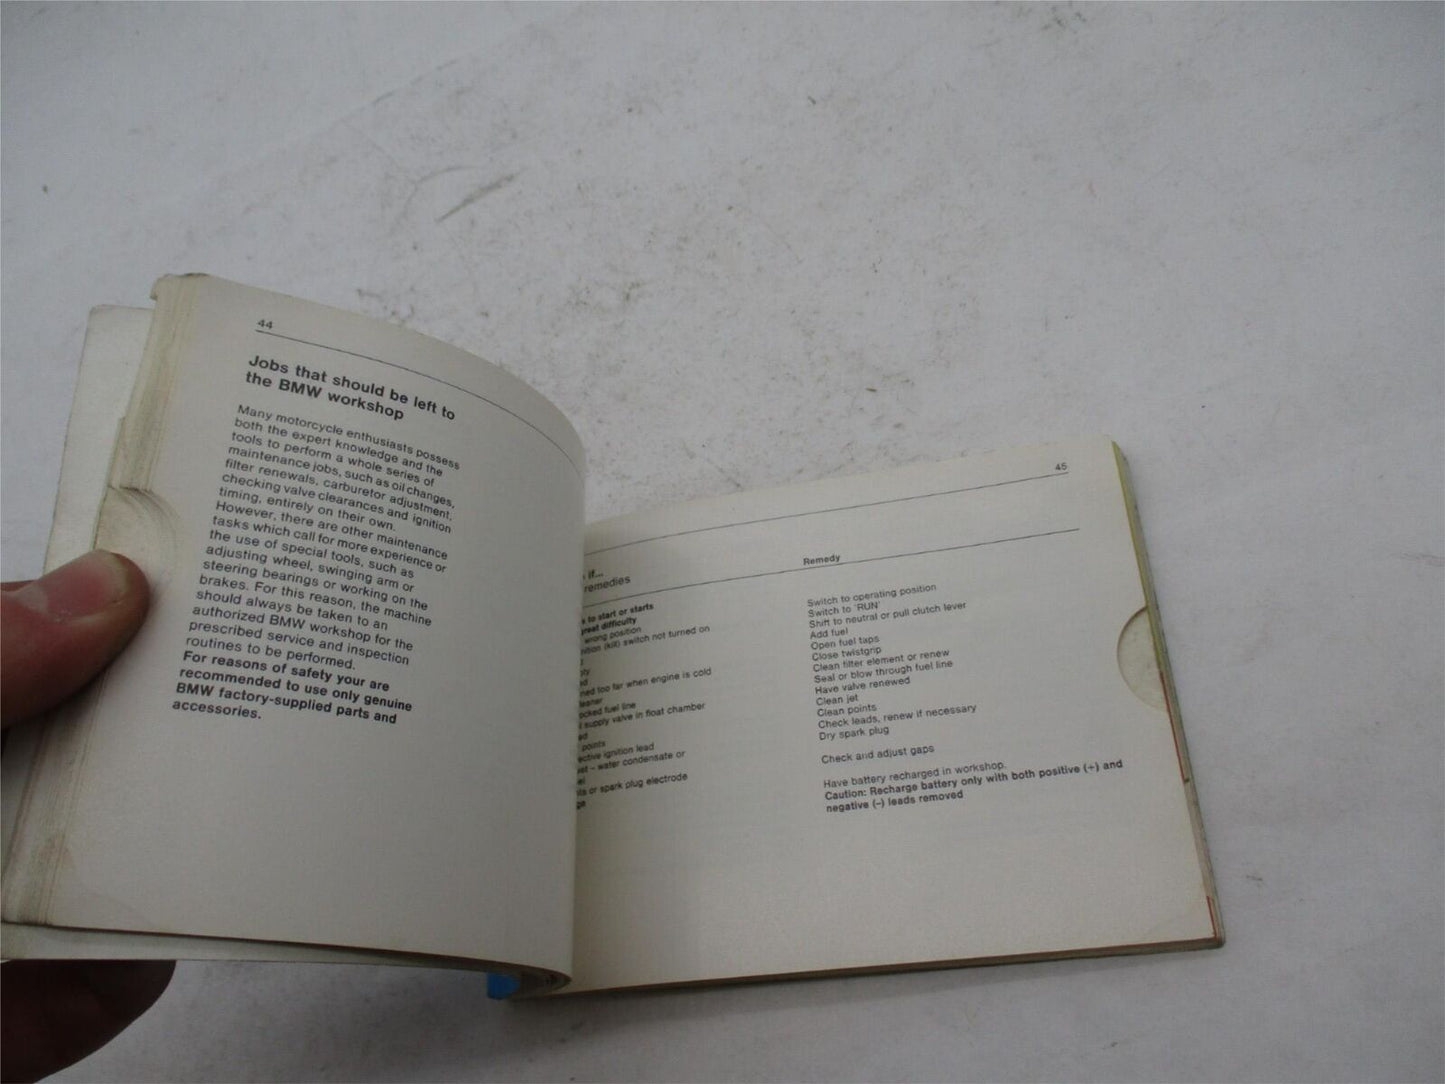 44
Jobs that should be left to
the BMW workshop
Many motorcycle enthusiasts possess
both the expert knowledge and the
tools to perform a whole series of
maintenance jobs, such as oil changes,
filter renewals, carburetor adjustment,
checking valve clearances and ignition
timing, entirely on their own.
However, there are other maintenance
tasks which call for more experience or
the use of special tools, such as
adjusting wheel, swinging arm or
steering bearings or working on the
brakes. For this reason, the machine
should always be taken to an
authorized BMW workshop for the
prescribed service and inspection
routines to be performed.
For reasons of safety your are
recommended to use only genuine
BMW factory-supplied parts and
accessories.
45
if...
remedies
to start or starts
great difficulty
wrong position
(kill) switch not turned on
too far when engine is cold
fuel line
supply valve in float chamber
points
ignition lead
– water condensate or
or spark plug electrode
Remedy
Switch to operating position
Switch to 'RUN'
Shift to neutral or pull clutch lever
Add fuel
Open fuel taps
Close twistgrip
Clean filter element or renew
Seal or blow through fuel line
Have valve renewed
Clean jet
Clean points
Check leads, renew if necessary
Dry spark plug
Check and adjust gaps
Have battery recharged in workshop.
Caution: Recharge battery only with both positive (+) and
negative (–) leads removed